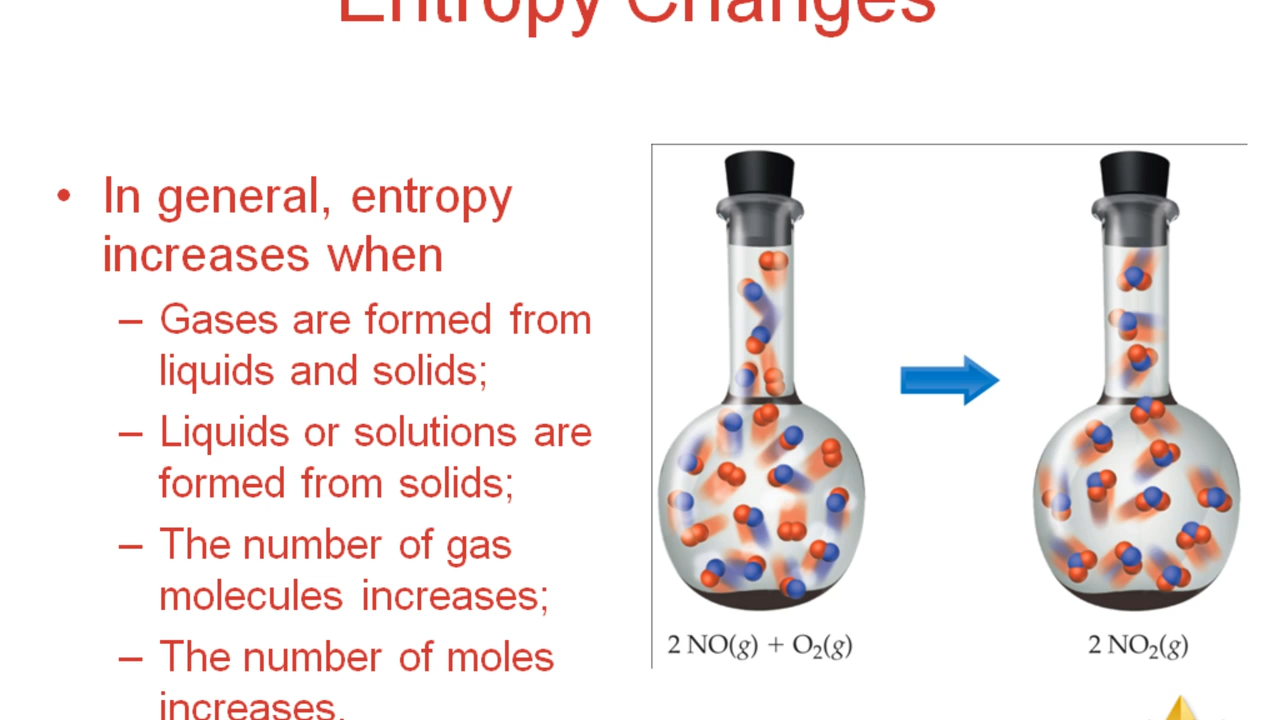 Entropy Changes
• In general, entropy
increases when
– Gases are formed from
liquids and solids;
– Liquids or solutions are
formed from solids;
– The number of gas
molecules increases;
– The number of moles
increases.
2 NO(g) + O₂(g)
2 NO₂(g)